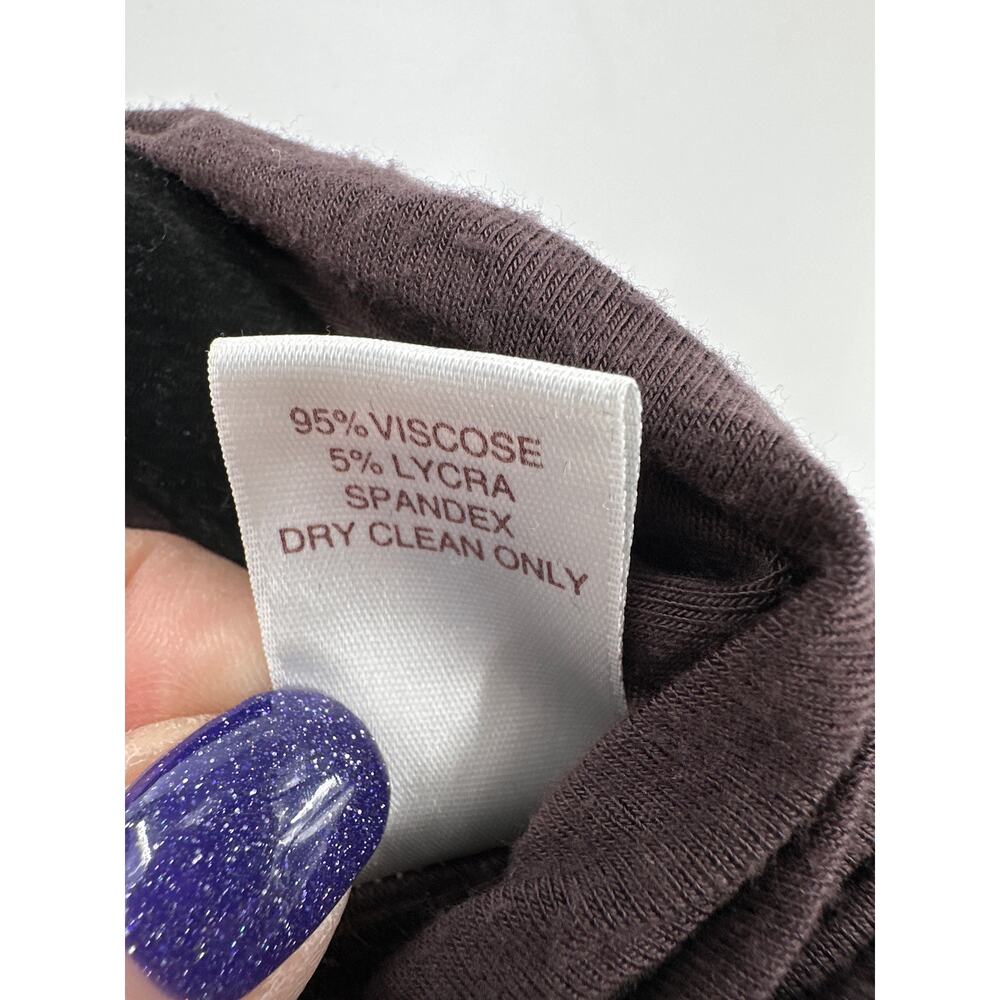 95% VISCOSE
5% LYCRA
SPANDEX
DRY CLEAN ONLY